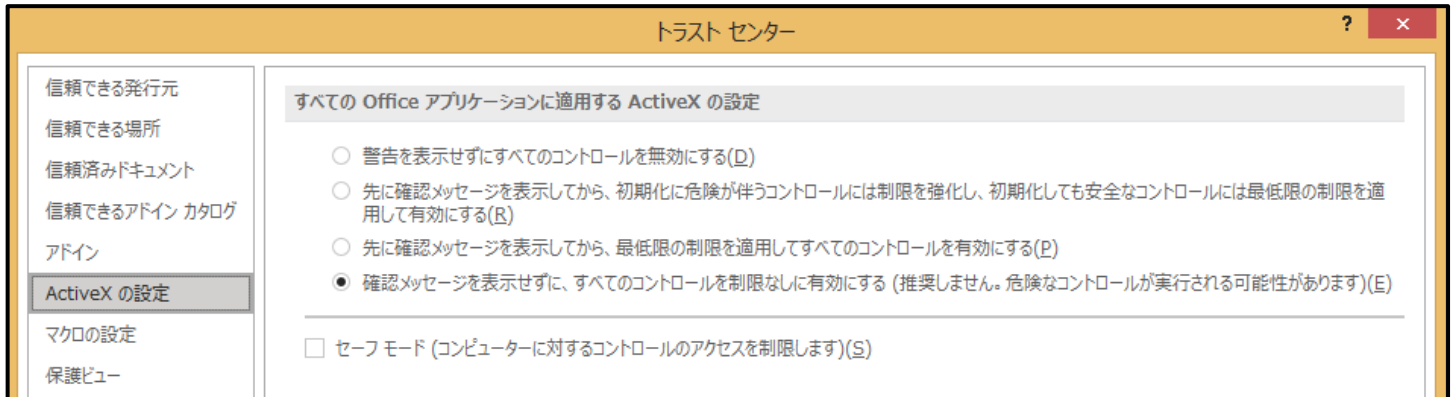 トラスト センター
?
×
信頼できる発行元
信頼できる場所
信頼済みドキュメント
信頼できるアドイン カタログ
アドイン
ActiveX の設定
マクロの設定
保護ビュー
すべての Office アプリケーションに適用する ActiveX の設定
警告を表示せずにすべてのコントロールを無効にする(D)
先に確認メッセージを表示してから、初期化に危険が伴うコントロールには制限を強化し、初期化しても安全なコントロールには最低限の制限を適
用して有効にする(R)
先に確認メッセージを表示してから、最低限の制限を適用してすべてのコントロールを有効にする(P)
確認メッセージを表示せずに、すべてのコントロールを制限なしに有効にする (推奨しません。危険なコントロールが実行される可能性があります)(E)
セーフ モード (コンピューターに対するコントロールのアクセスを制限します)(S)